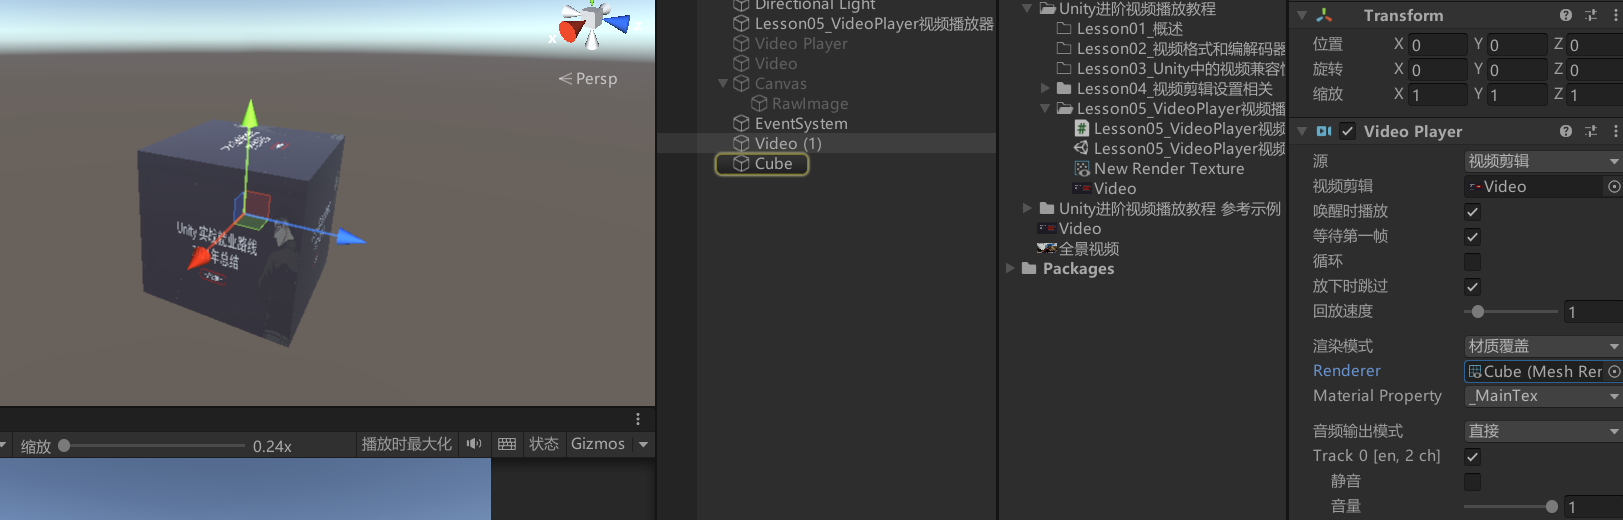 x
Persp
Unity 实战就业路线
年总结
缩放
0.24x
播放时最大化
状态
Gizmos
Directional Light
Lesson05_VideoPlayer视频播放器
Video Player
Video
Canvas
RawImage
EventSystem
Video (1)
Cube
Unity进阶视频播放教程
Lesson01_概述
Lesson02_视频格式和编解码器
Lesson03_Unity中的视频兼容性
Lesson04_视频剪辑设置相关
Lesson05_VideoPlayer视频播
Lesson05_VideoPlayer视频
Lesson05_VideoPlayer视频
New Render Texture
Video
Unity进阶视频播放教程 参考示例
Video
全景视频
Packages
Transform
位置 X 0 Y 0 Z 0
旋转 X 0 Y 0 Z 0
缩放 X 1 Y 1 Z 1
Video Player
源 视频剪辑
视频剪辑 Video
唤醒时播放
等待第一帧
循环
放下时跳过
回放速度 1
渲染模式 材质覆盖
Renderer Cube (Mesh Rer
Material Property _MainTex
音频输出模式 直接
Track 0 [en, 2 ch]
静音
音量 1